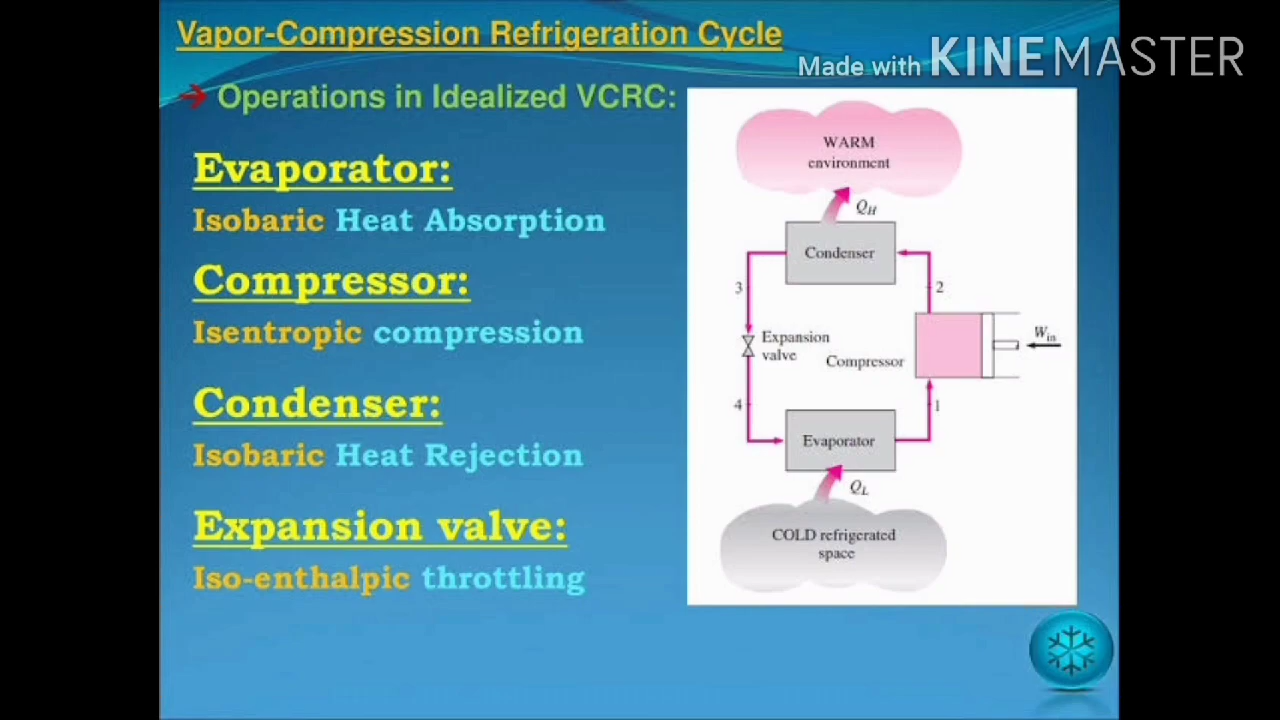 Vapor-Compression Refrigeration Cycle
Made with KINEMASTER
→ Operations in Idealized VCRC:
Evaporator:
Isobaric Heat Absorption
Compressor:
Isentropic compression
Condenser:
Isobaric Heat Rejection
Expansion valve:
Iso-enthalpic throttling
WARM
environment
QH
Condenser
3
2
Expansion
valve
Compressor
Win
4
1
Evaporator
QL
COLD refrigerated
space